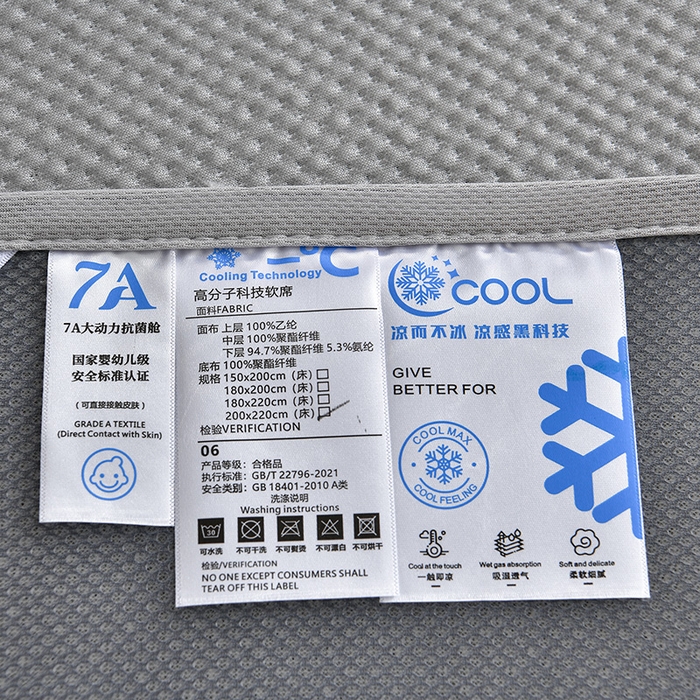 7A
7A大动力抗菌舱
国家婴幼儿级
安全标准认证
(可直接接触皮肤)
GRADE A TEXTILE
(Direct Contact with Skin)
-°C
Cooling Technology
高分子科技软席
面料FABRIC
面布 上层 100%乙纶
中层 100%聚酯纤维
下层 94.7%聚酯纤维 5.3%氨纶
底布 100%聚酯纤维
规格 150x200cm (床)
180x200cm (床)
180x220cm (床)
200x220cm (床)
检验VERIFICATION
06
产品等级: 合格品
执行标准: GB/T 22796-2021
安全类别: GB 18401-2010 A类
洗涤说明
Washing instructions
30
可水洗 不可干洗 不可熨烫 不可漂白 不可烘干
检验/VERIFICATION
NO ONE EXCEPT CONSUMERS SHALL
TEAR OFF THIS LABEL
COOL
凉而不冰 凉感黑科技
GIVE
BETTER FOR
COOL MAX
COOL FEELING
Cool at the touch Wet gas absorption Soft and delicate
一触即凉 吸湿透气 柔软细腻